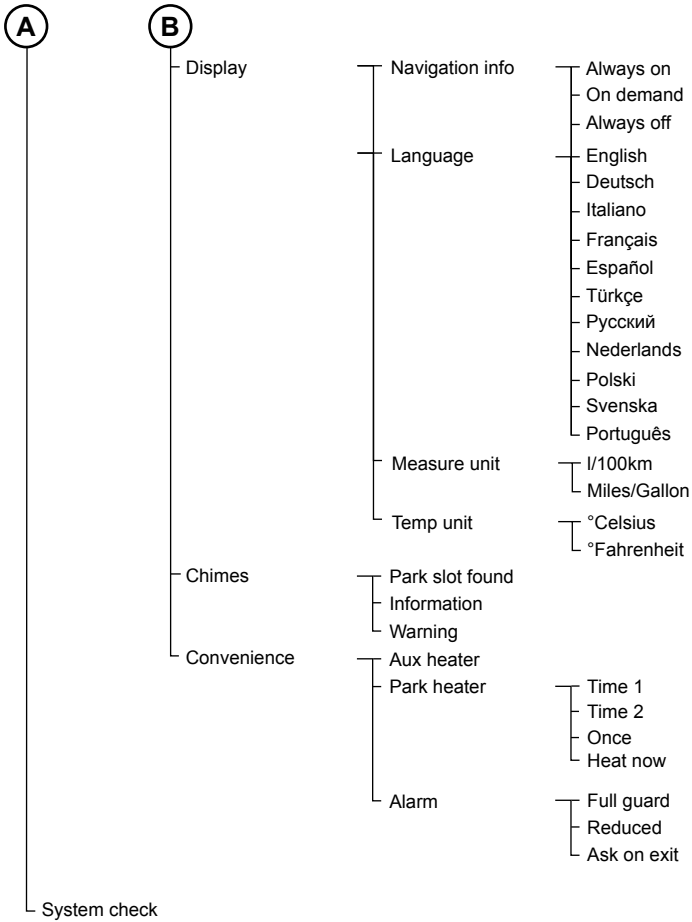 A B
Display Navigation info Always on
On demand
Always off
Language English
Deutsch
Italiano
Français
Español
Türkçe
Русский
Nederlands
Polski
Svenska
Português
Measure unit l/100km
Miles/Gallon
Temp unit °Celsius
°Fahrenheit
Chimes Park slot found
Information
Warning
Convenience Aux heater
Park heater Time 1
Time 2
Once
Heat now
Alarm Full guard
Reduced
Ask on exit
System check